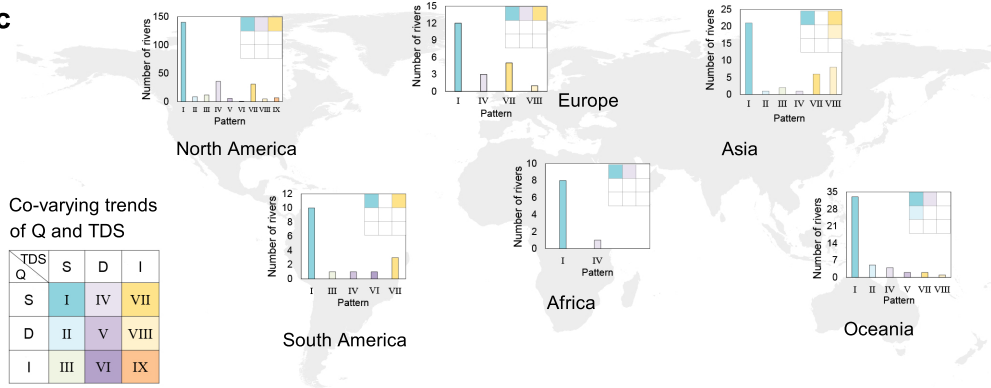 c
150
100
50
0
Number of rivers
I II III IV V VI VII VIII IX
Pattern
North America
15
12
9
6
3
0
Number of rivers
I IV VII VIII
Pattern
Europe
25
20
15
10
5
0
Number of rivers
I II III IV VII VIII
Pattern
Asia
Co-varying trends
of Q and TDS
TDS S D I
Q
S I IV VII
D II V VIII
I III VI IX
12
10
8
6
4
2
0
Number of rivers
I III IV VI VII
Pattern
South America
10
8
6
4
2
0
Number of rivers
I IV
Pattern
Africa
35
28
21
14
7
0
Number of rivers
I II IV V VII VIII
Pattern
Oceania